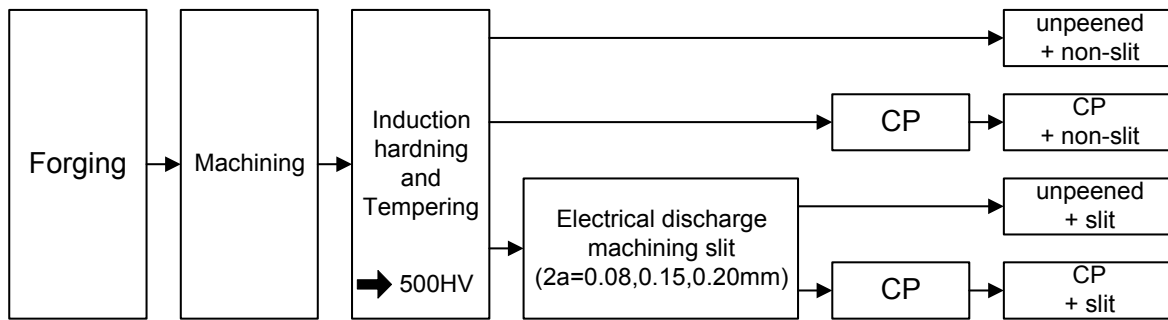 Forging
Machining
Induction
hardning
and
Tempering
500HV
unpeened
+ non-slit
CP
CP
+ non-slit
Electrical discharge
machining slit
(2a=0.08,0.15,0.20mm)
unpeened
+ slit
CP
CP
+ slit